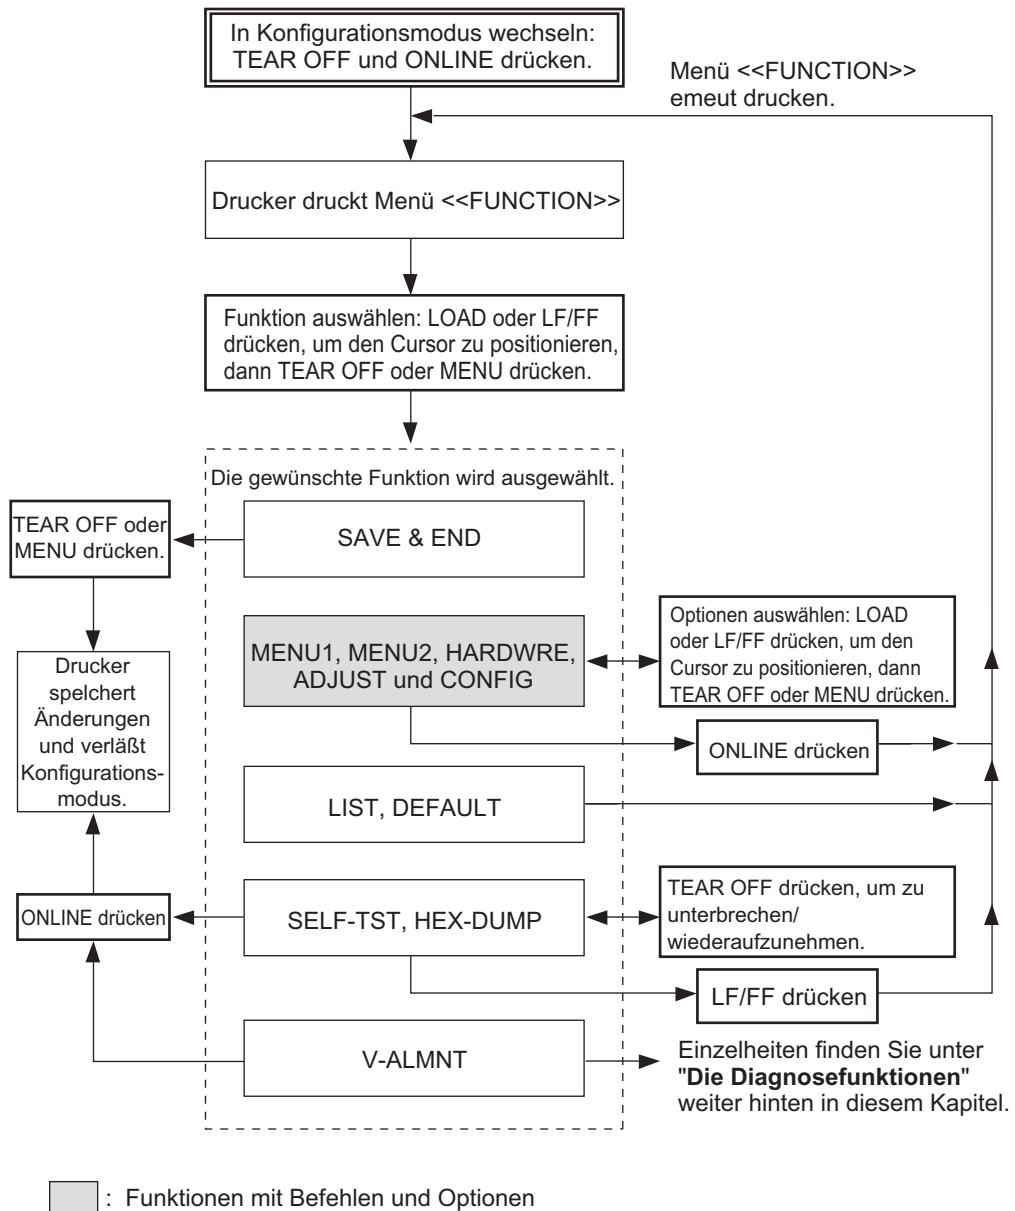 In Konfigurationsmodus wechseln:
TEAR OFF und ONLINE drücken.
Menü <<FUNCTION>>
emeut drucken.
Drucker druckt Menü <<FUNCTION>>
Funktion auswählen: LOAD oder LF/FF
drücken, um den Cursor zu positionieren,
dann TEAR OFF oder MENU drücken.
Die gewünschte Funktion wird ausgewählt.
TEAR OFF oder
MENU drücken.
SAVE & END
Optionen auswählen: LOAD
oder LF/FF drücken, um den
Cursor zu positionieren, dann
TEAR OFF oder MENU drücken.
MENU1, MENU2, HARDWRE,
ADJUST und CONFIG
Drucker
spelchert
Änderungen
und verläßt
Konfigurations-
modus.
ONLINE drücken
LIST, DEFAULT
TEAR OFF drücken, um zu
unterbrechen/
wiederaufzunehmen.
ONLINE drücken
SELF-TST, HEX-DUMP
LF/FF drücken
V-ALMNT
Einzelheiten finden Sie unter
"Die Diagnosefunktionen"
weiter hinten in diesem Kapitel.
: Funktionen mit Befehlen und Optionen